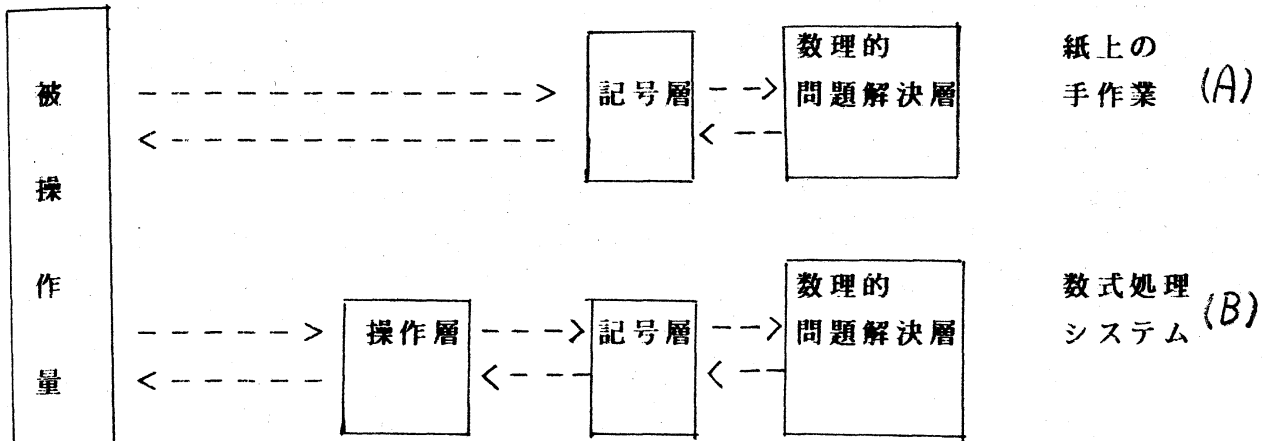 被操作量
記号層
数理的
問題解決層
紙上の
手作業 (A)
操作層
記号層
数理的
問題解決層
数式処理
システム (B)